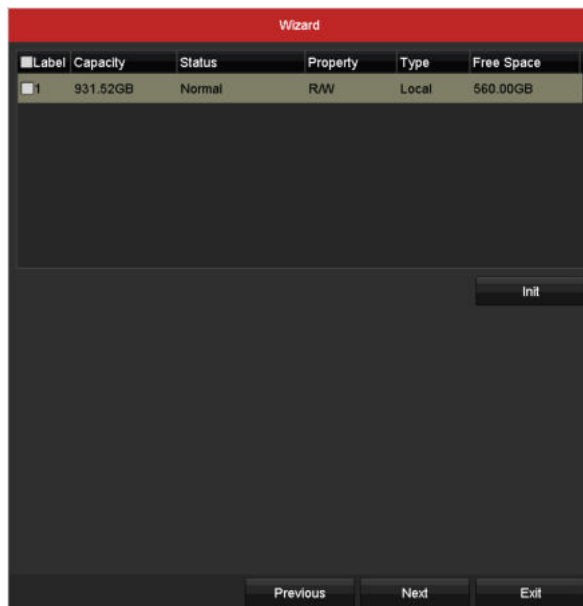 Wizard
Label Capacity Status Property Type Free Space
1 931.52GB Normal R/W Local 560.00GB
Init
Previous Next Exit